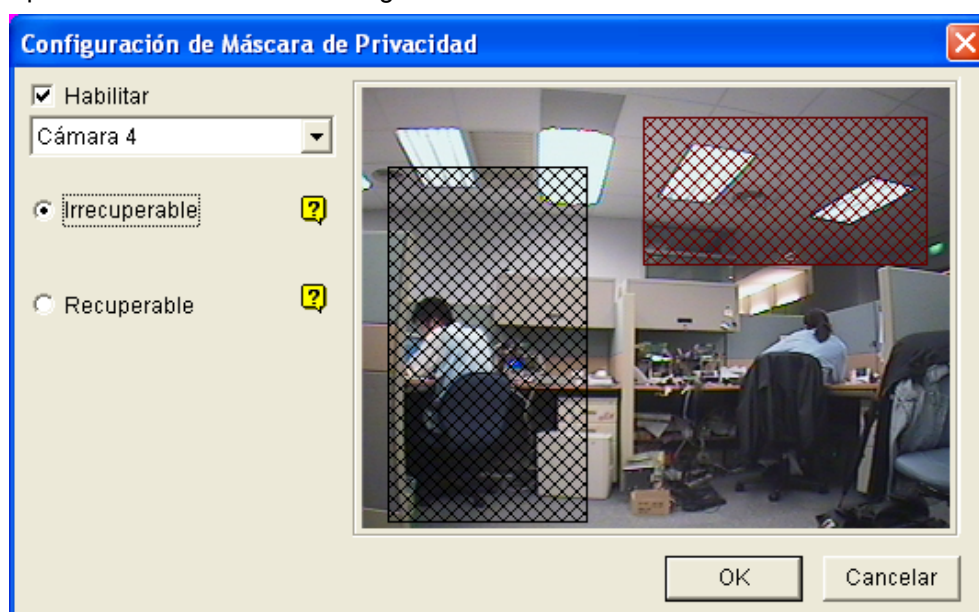 Configuración de Máscara de Privacidad
Habilitar
Cámara 4
Irrecuperable
?
Recuperable
?
OK
Cancelar